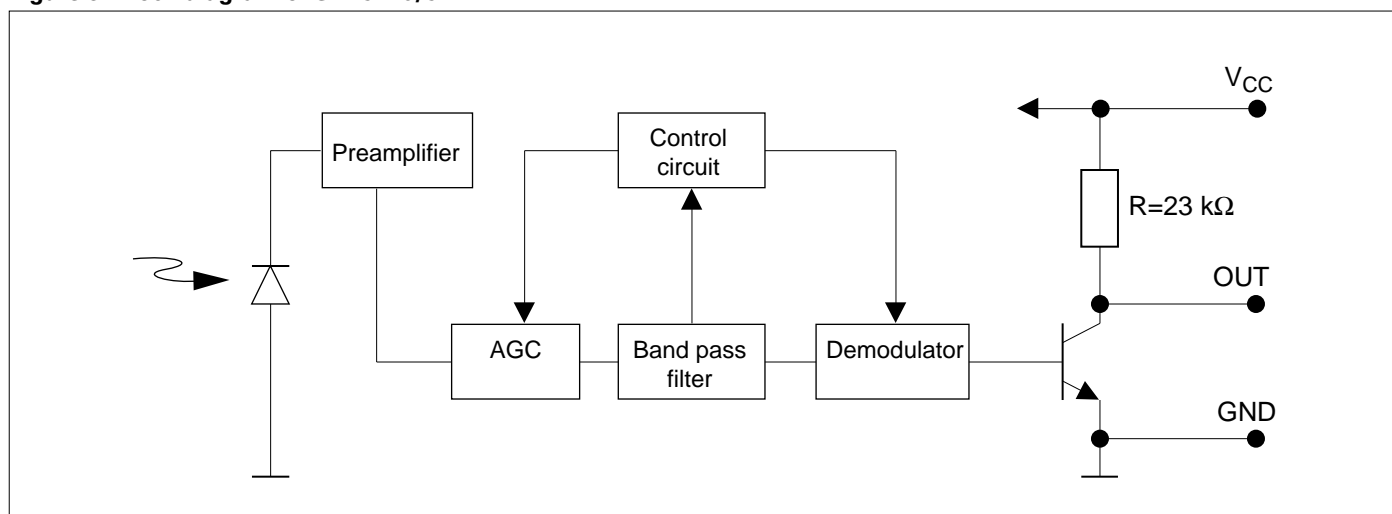 V_CC
Preamplifier
Control
circuit
R=23 kΩ
OUT
AGC
Band pass
filter
Demodulator
GND